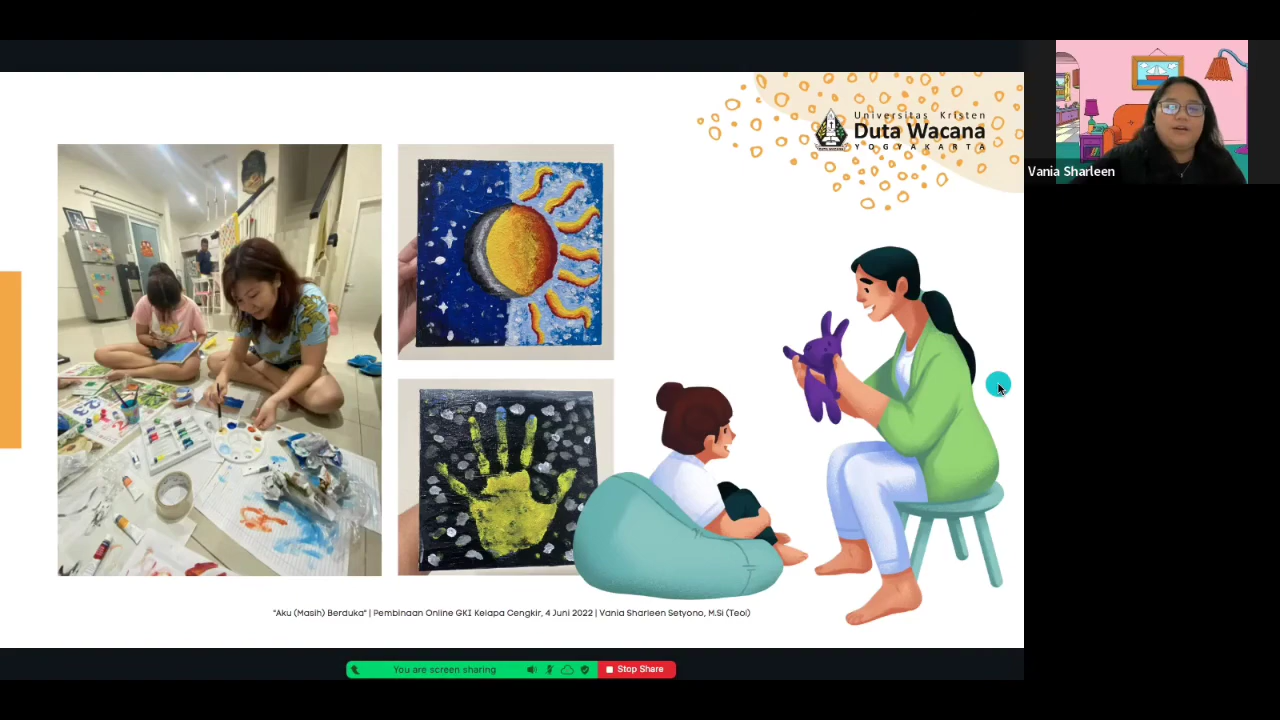 Universitas Kristen
Duta Wacana
YOGYAKARTA
Vania Sharleen
"Aku (Masih) Berduka" | Pembinaan Online GKI Kelapa Cengkir, 4 Juni 2022 | Vania Sharleen Setyono, M.Si (Teol)
You are screen sharing
Stop Share